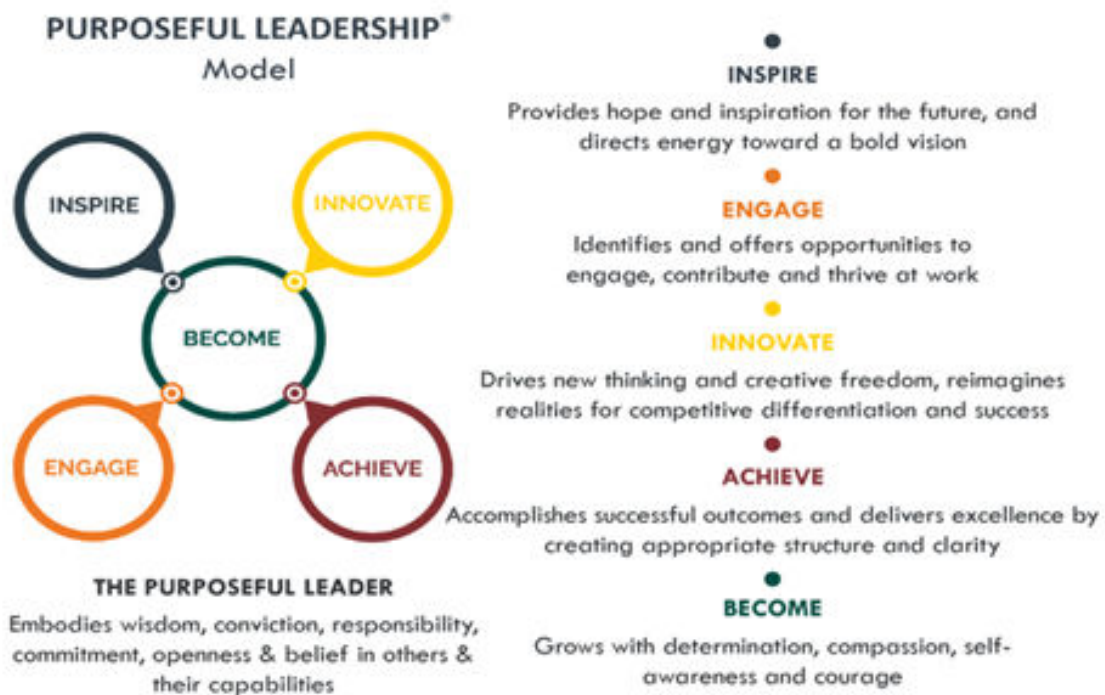 PURPOSEFUL LEADERSHIP®
Model
INSPIRE
INNOVATE
BECOME
ENGAGE
ACHIEVE
THE PURPOSEFUL LEADER
Embodies wisdom, conviction, responsibility,
commitment, openness & belief in others &
their capabilities
INSPIRE
Provides hope and inspiration for the future, and
directs energy toward a bold vision
ENGAGE
Identifies and offers opportunities to
engage, contribute and thrive at work
INNOVATE
Drives new thinking and creative freedom, reimagines
realities for competitive differentiation and success
ACHIEVE
Accomplishes successful outcomes and delivers excellence by
creating appropriate structure and clarity
BECOME
Grows with determination, compassion, self-
awareness and courage